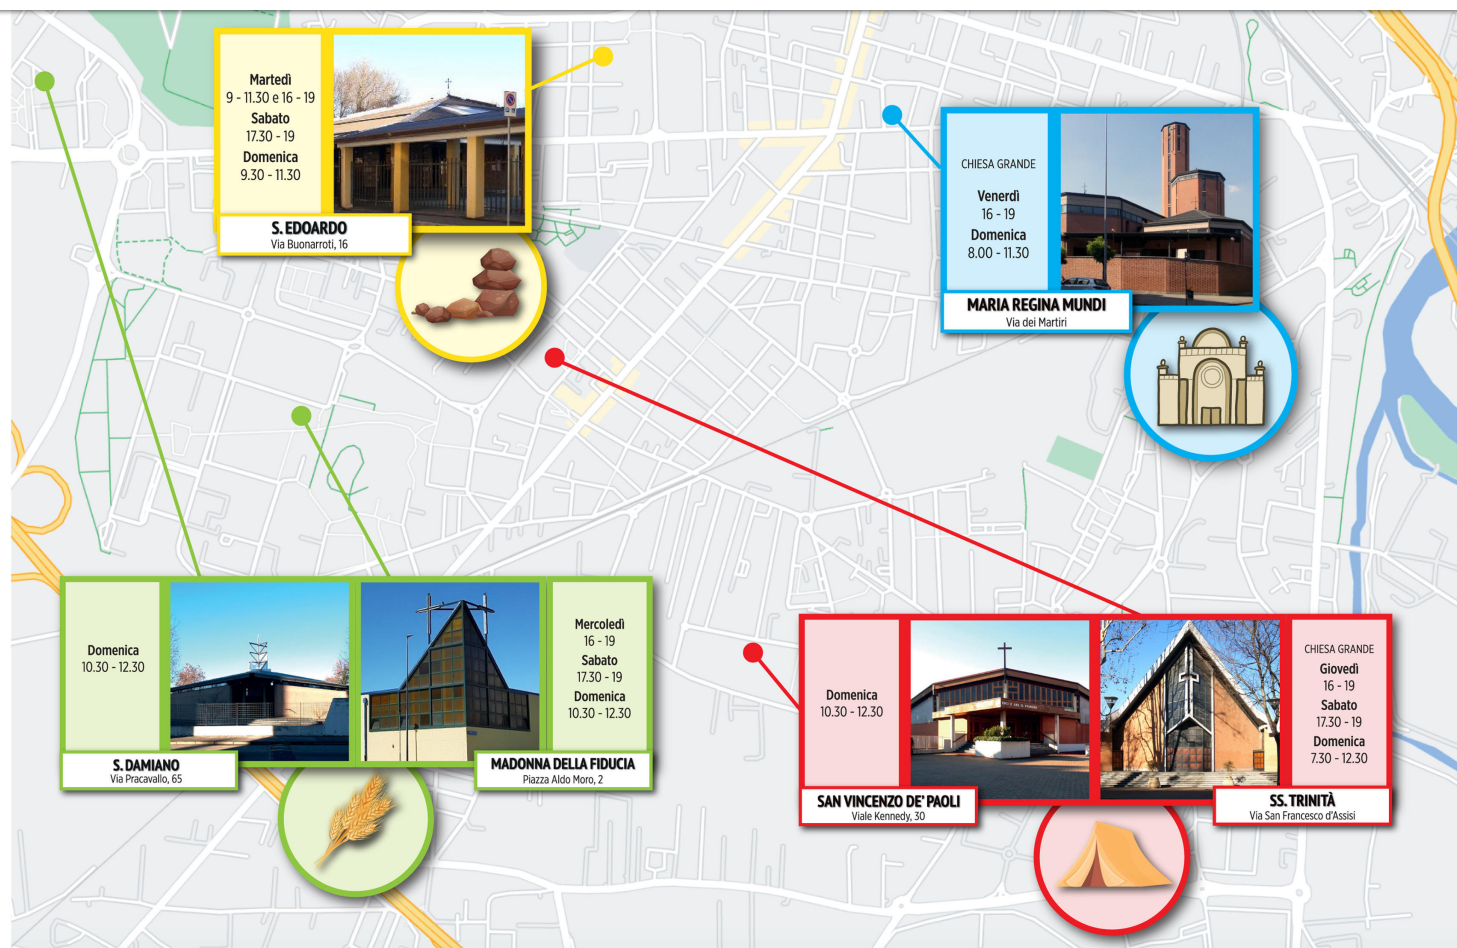 Martedì
9 - 11.30 e 16 - 19
Sabato
17.30 - 19
Domenica
9.30 - 11.30
S. EDOARDO
Via Buonarroti, 16
CHIESA GRANDE
Venerdì
16 - 19
Domenica
8.00 - 11.30
MARIA REGINA MUNDI
Via dei Martiri
Domenica
10.30 - 12.30
S. DAMIANO
Via Pracavallo, 65
Mercoledì
16 - 19
Sabato
17.30 - 19
Domenica
10.30 - 12.30
MADONNA DELLA FIDUCIA
Piazza Aldo Moro, 2
Domenica
10.30 - 12.30
SAN VINCENZO DE' PAOLI
Viale Kennedy, 30
CHIESA GRANDE
Giovedì
16 - 19
Sabato
17.30 - 19
Domenica
7.30 - 12.30
SS. TRINITÀ
Via San Francesco d'Assisi